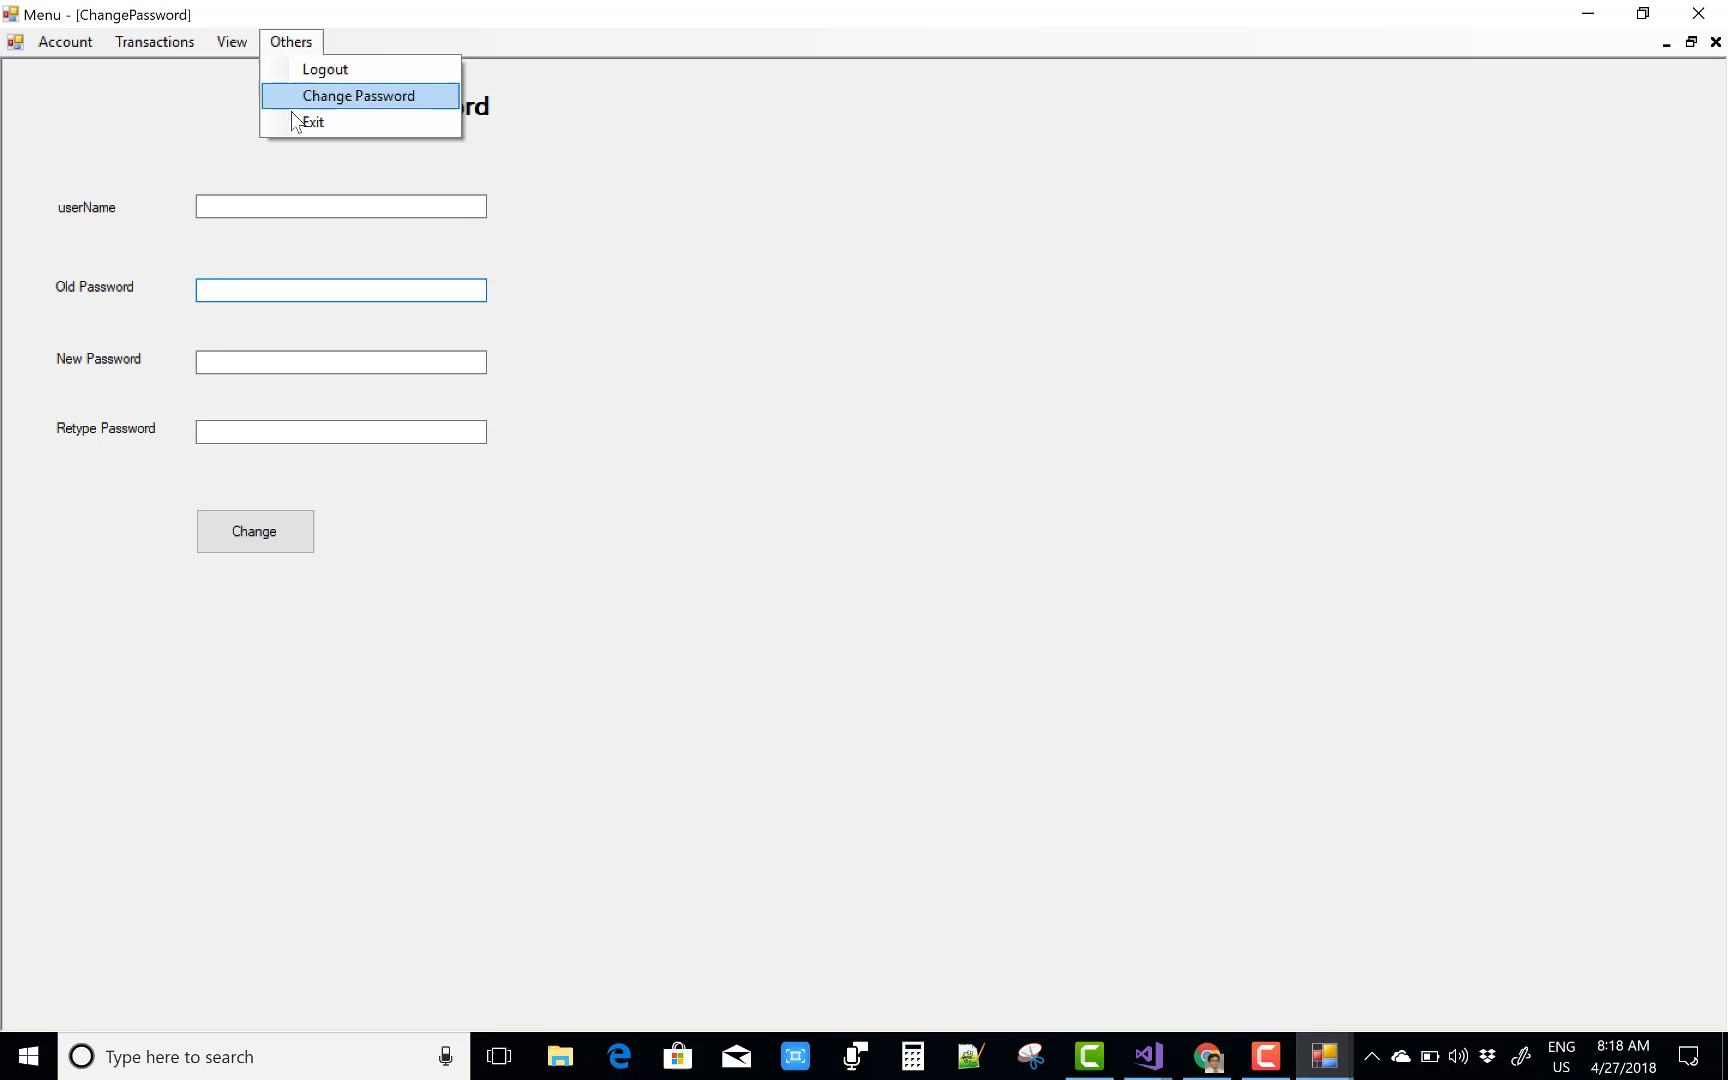 Menu - [ChangePassword]
Account Transactions View Others
Logout
Change Password
rd
Exit
userName
Old Password
New Password
Retype Password
Change
Type here to search
ENG
US
8:18 AM
4/27/2018